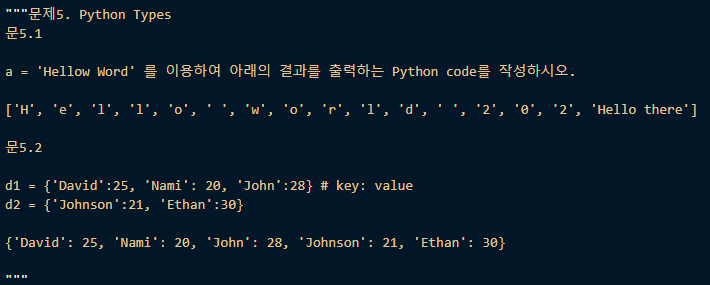 """문제5. Python Types
문5.1
a = 'Hellow Word' 를 이용하여 아래의 결과를 출력하는 Python code를 작성하시오.
['H', 'e', 'l', 'l', 'o', ' ', 'w', 'o', 'r', 'l', 'd', ' ', '2', '0', '2', 'Hello there']
문5.2
d1 = {'David':25, 'Nami': 20, 'John':28} # key: value
d2 = {'Johnson':21, 'Ethan':30}
{'David': 25, 'Nami': 20, 'John': 28, 'Johnson': 21, 'Ethan': 30}
"""